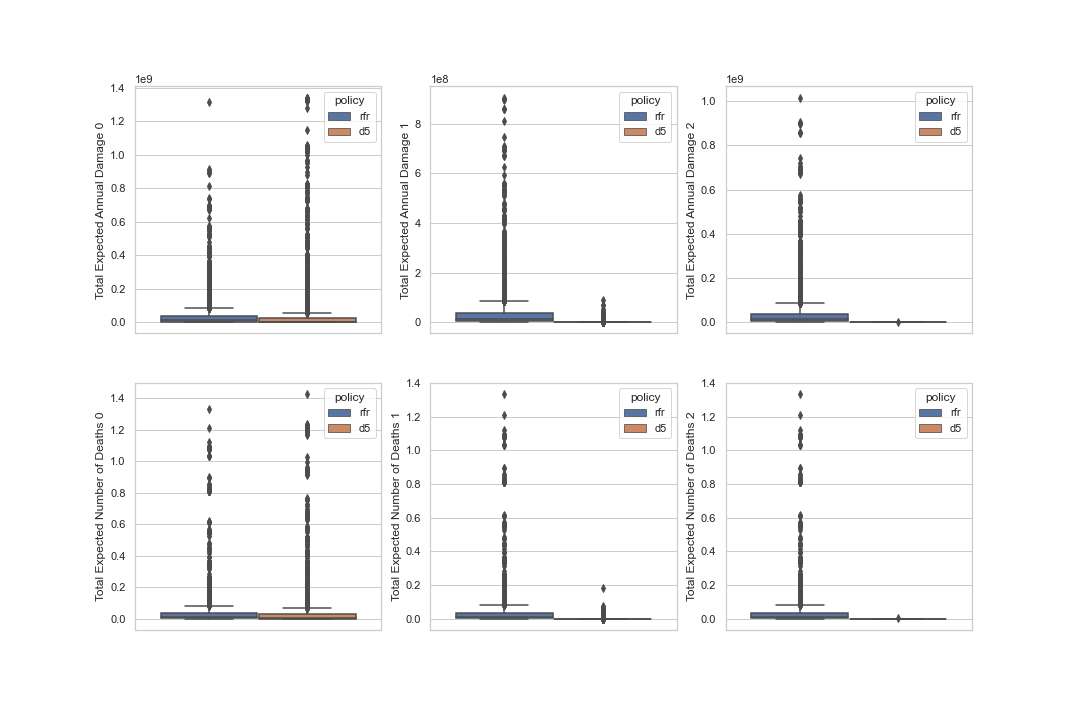 1e9
1.4
1.2
1.0
0.8
0.6
0.4
0.2
0.0
Total Expected Annual Damage 0
policy
rfr
d5
1e8
8
6
4
2
0
Total Expected Annual Damage 1
policy
rfr
d5
1e9
1.0
0.8
0.6
0.4
0.2
0.0
Total Expected Annual Damage 2
policy
rfr
d5
1.4
1.2
1.0
0.8
0.6
0.4
0.2
0.0
Total Expected Number of Deaths 0
policy
rfr
d5
1.4
1.2
1.0
0.8
0.6
0.4
0.2
0.0
Total Expected Number of Deaths 1
policy
rfr
d5
1.4
1.2
1.0
0.8
0.6
0.4
0.2
0.0
Total Expected Number of Deaths 2
policy
rfr
d5